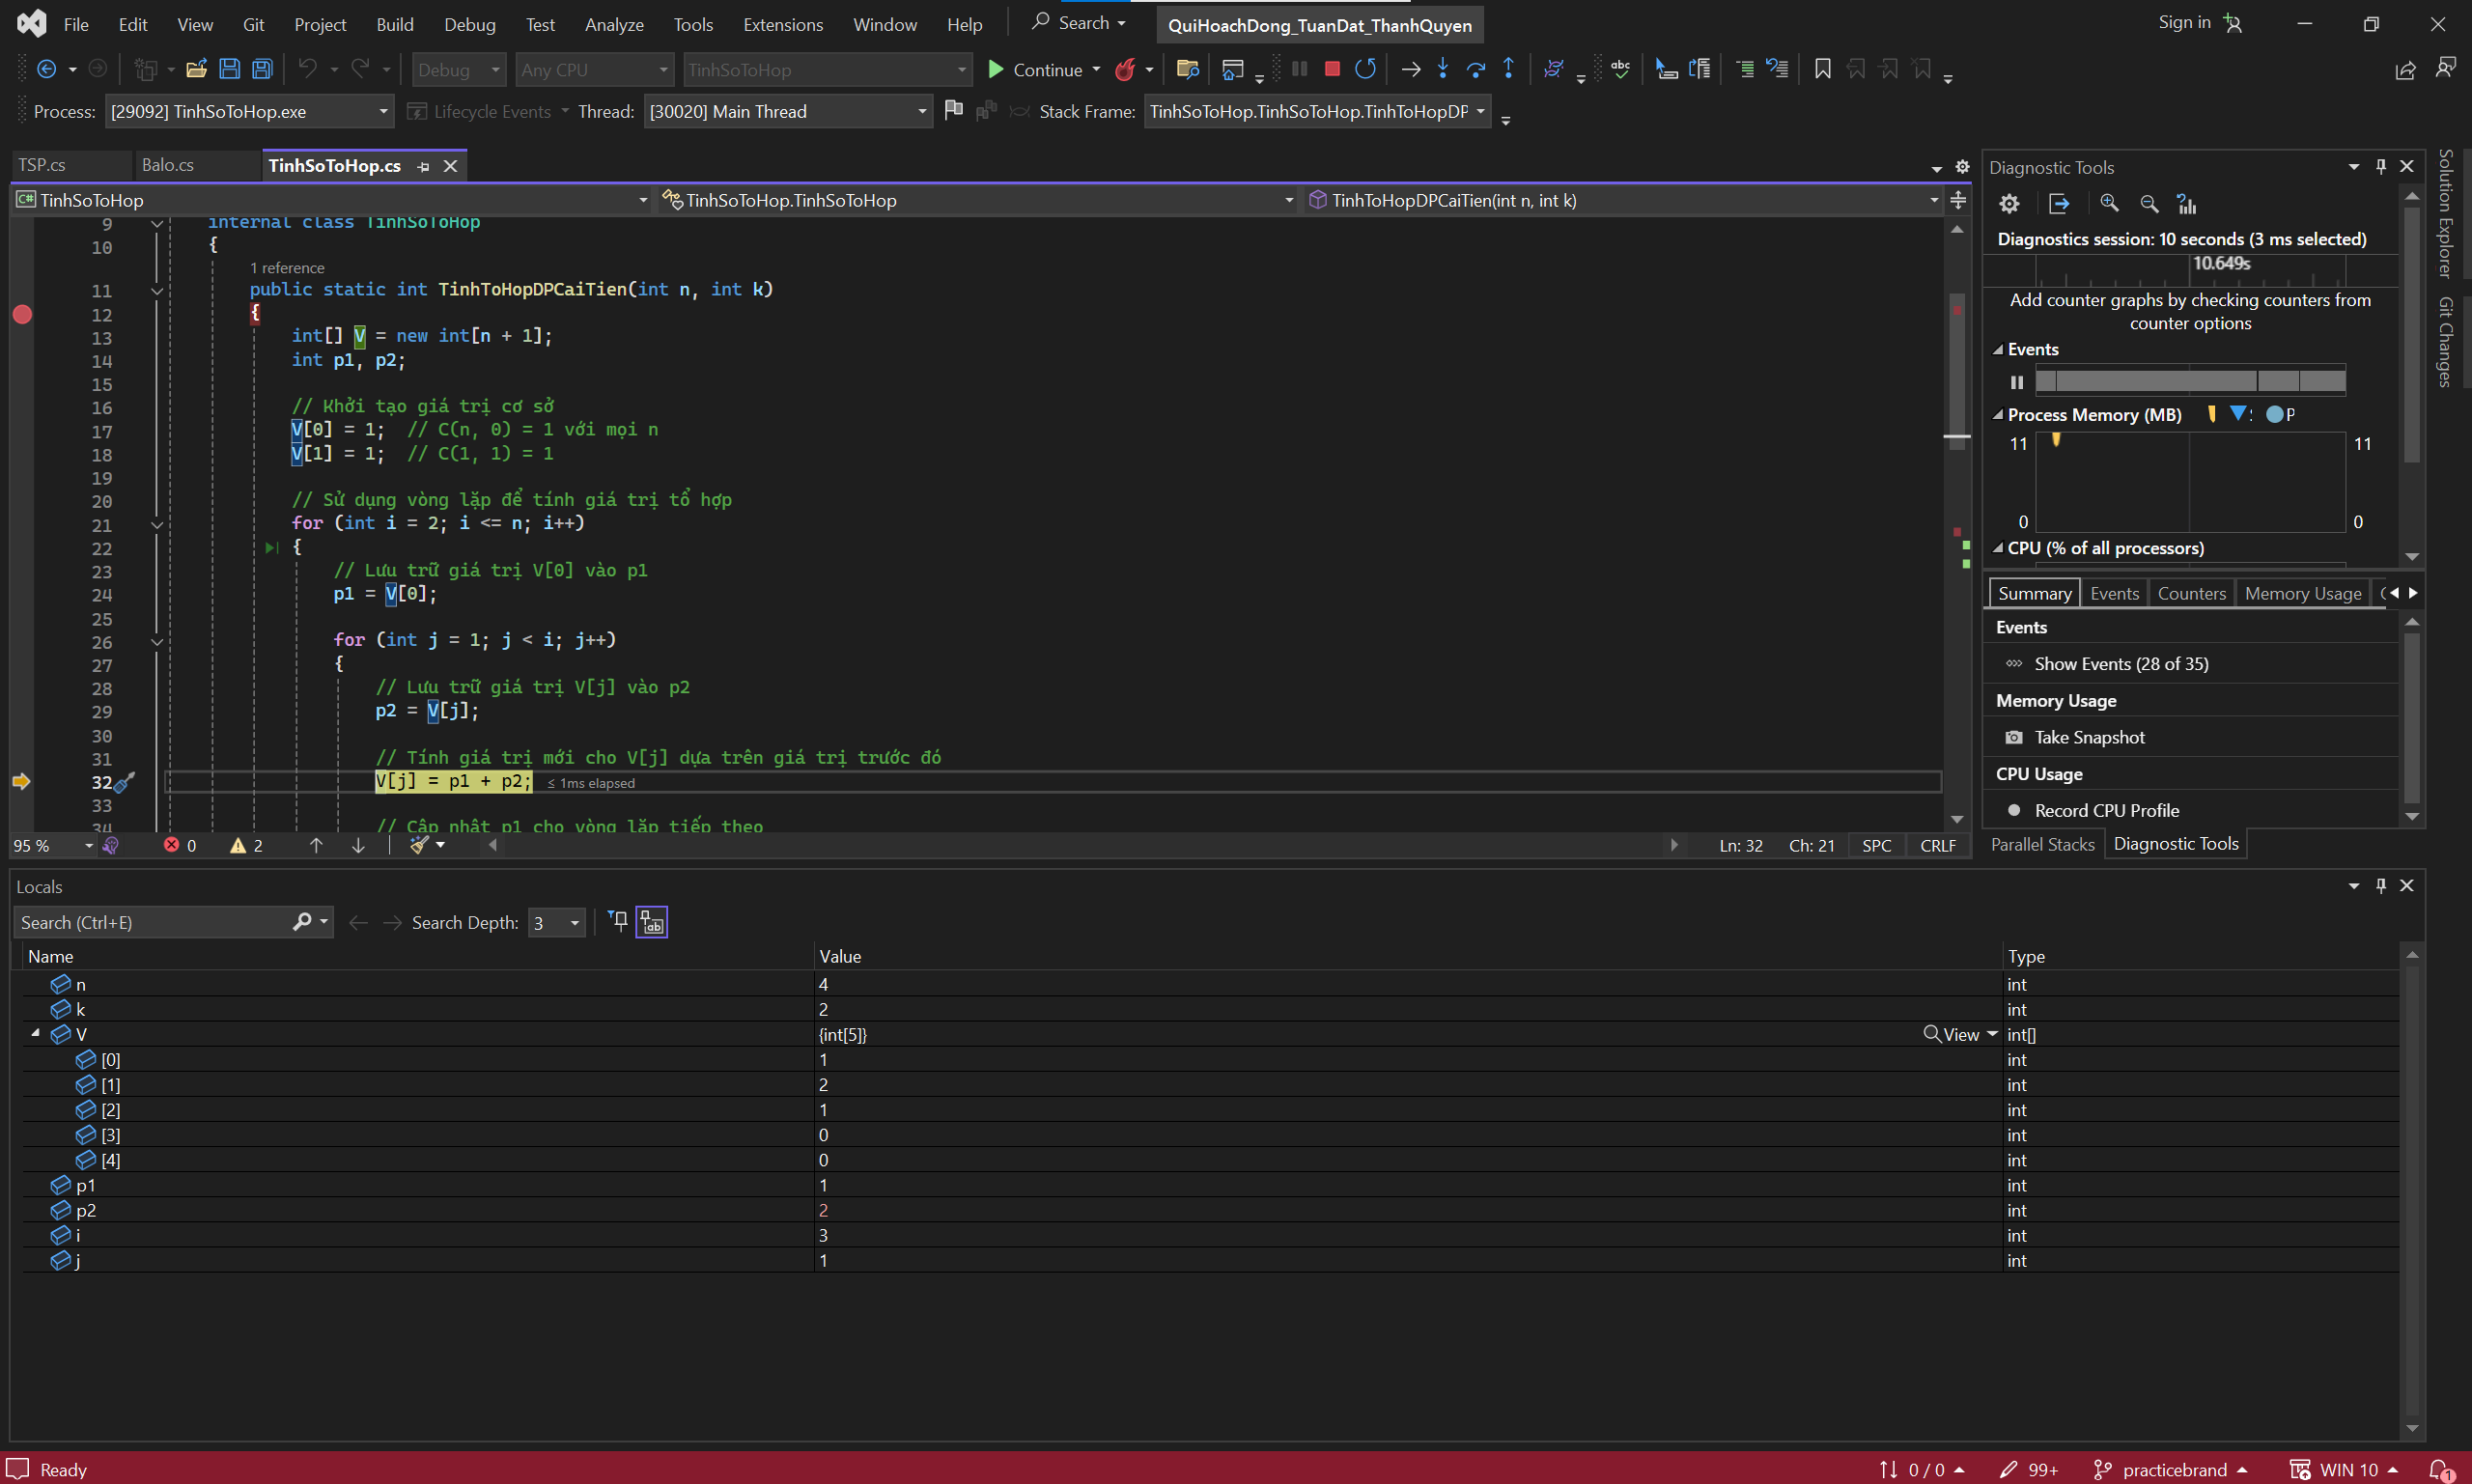 File Edit View Git Project Build Debug Test Analyze Tools Extensions Window Help Search QuiHoachDong_TuanDat_ThanhQuyen Sign in
Debug Any CPU TinhSoToHop Continue
Process: [29092] TinhSoToHop.exe Lifecycle Events Thread: [30020] Main Thread Stack Frame: TinhSoToHop.TinhSoToHop.TinhToHopDP
TSP.cs Balo.cs TinhSoToHop.cs
TinhSoToHop TinhSoToHop.TinhSoToHop TinhToHopDPCaiTien(int n, int k)
9 internal class TinhSoToHop
10 {
1 reference
11 public static int TinhToHopDPCaiTien(int n, int k)
12 {
13 int[] V = new int[n + 1];
14 int p1, p2;
15
16 // Khởi tạo giá trị cơ sở
17 V[0] = 1; // C(n, 0) = 1 với mọi n
18 V[1] = 1; // C(1, 1) = 1
19
20 // Sử dụng vòng lặp để tính giá trị tổ hợp
21 for (int i = 2; i <= n; i++)
22 {
23 // Lưu trữ giá trị V[0] vào p1
24 p1 = V[0];
25
26 for (int j = 1; j < i; j++)
27 {
28 // Lưu trữ giá trị V[j] vào p2
29 p2 = V[j];
30
31 // Tính giá trị mới cho V[j] dựa trên giá trị trước đó
32 V[j] = p1 + p2; ≤ 1ms elapsed
33
34 // Cập nhật p1 cho vòng lặp tiếp theo
95 % 0 2 Ln: 32 Ch: 21 SPC CRLF
Diagnostic Tools
Diagnostics session: 10 seconds (3 ms selected)
10.649s
Add counter graphs by checking counters from
counter options
Events
Process Memory (MB) P
11 11
0 0
CPU (% of all processors)
Summary Events Counters Memory Usage
Events
Show Events (28 of 35)
Memory Usage
Take Snapshot
CPU Usage
Record CPU Profile
Parallel Stacks Diagnostic Tools
Solution Explorer
Git Changes
Locals
Search (Ctrl+E) Search Depth: 3
Name Value Type
n 4 int
k 2 int
V {int[5]} View int[]
[0] 1 int
[1] 2 int
[2] 1 int
[3] 0 int
[4] 0 int
p1 1 int
p2 2 int
i 3 int
j 1 int
Ready 0 / 0 99+ practicebrand WIN 10 1